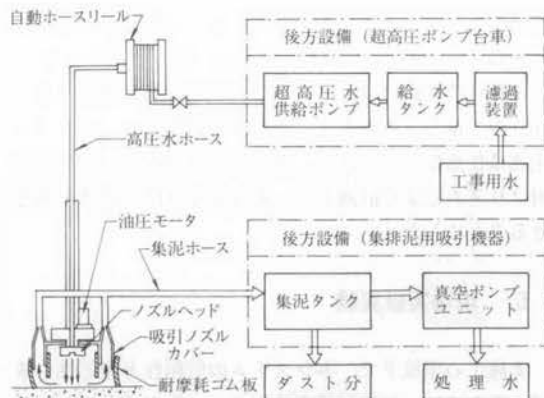 自動ホースリール
後方設備（超高圧ポンプ台車）
超高圧水
供給ポンプ
給水
タンク
濾過
装置
工事用水
高圧水ホース
油圧モータ
集泥ホース
後方設備（集排泥用吸引機器）
集泥タンク
真空ポンプ
ユニット
ノズルヘッド
吸引ノズル
カバー
耐摩耗ゴム板
ダスト分
処理水